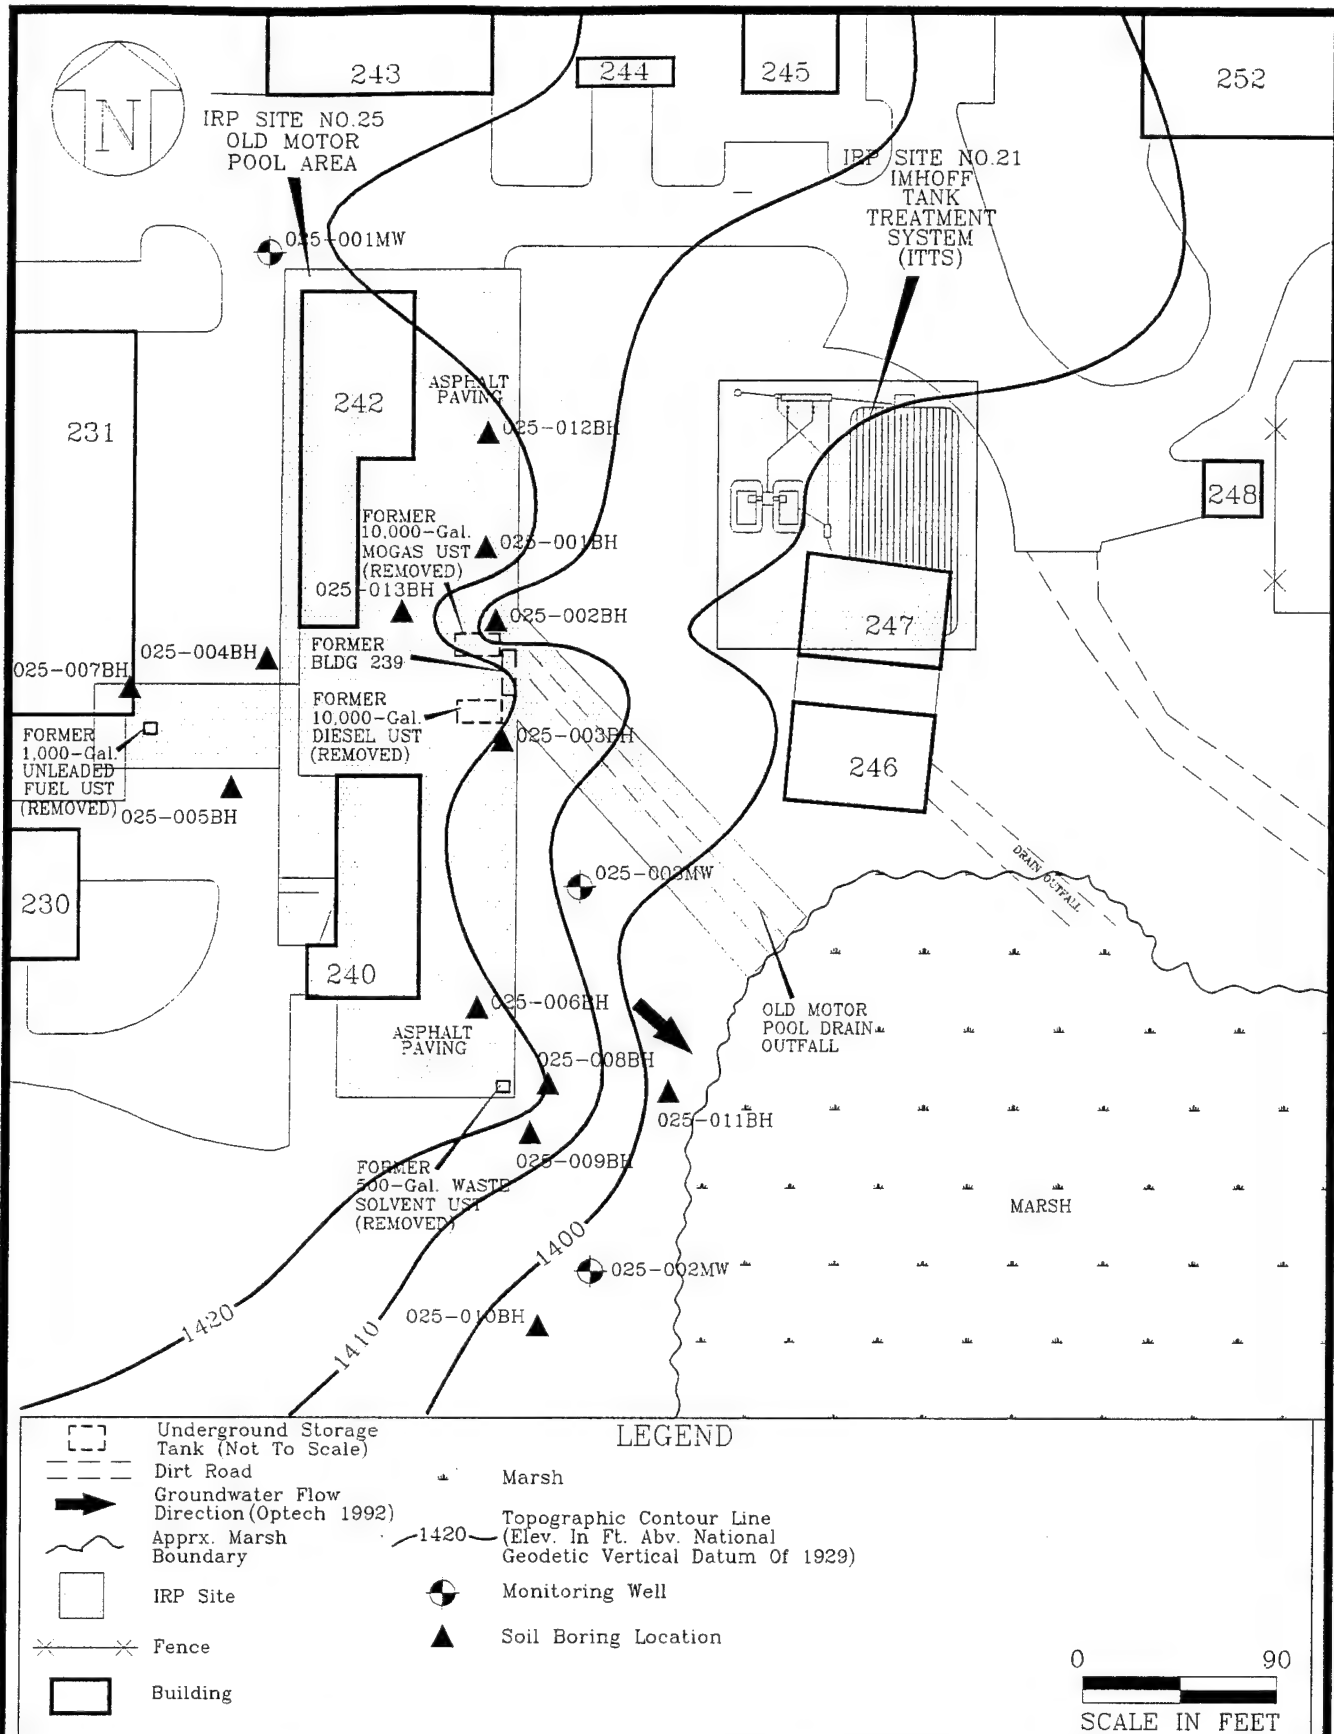 243
244
245
252
N
IRP SITE NO.25
OLD MOTOR
POOL AREA
IRP SITE NO.21
IMHOFF
TANK
TREATMENT
SYSTEM
(ITTS)
025-001MW
231
242
ASPHALT
PAVING
025-012BH
248
FORMER
10,000-Gal.
MOGAS UST
(REMOVED)
025-001BH
025-013BH
025-002BH
247
FORMER
BLDG 239
025-004BH
025-007BH
FORMER
10,000-Gal.
DIESEL UST
(REMOVED)
025-003BH
FORMER
1,000-Gal.
UNLEADED
FUEL UST
(REMOVED)
025-005BH
246
DRAIN OUTFALL
025-003MW
230
240
025-006BH
ASPHALT
PAVING
OLD MOTOR
POOL DRAIN
OUTFALL
025-008BH
025-011BH
025-009BH
FORMER
500-Gal. WASTE
SOLVENT UST
(REMOVED)
MARSH
1400
025-002MW
025-010BH
1420
1410
LEGEND
Underground Storage
Tank (Not To Scale)
Dirt Road
Groundwater Flow
Direction(Optech 1992)
Apprx. Marsh
Boundary
IRP Site
Fence
Building
Marsh
1420
Topographic Contour Line
(Elev. In Ft. Abv. National
Geodetic Vertical Datum Of 1929)
Monitoring Well
Soil Boring Location
0 90
SCALE IN FEET